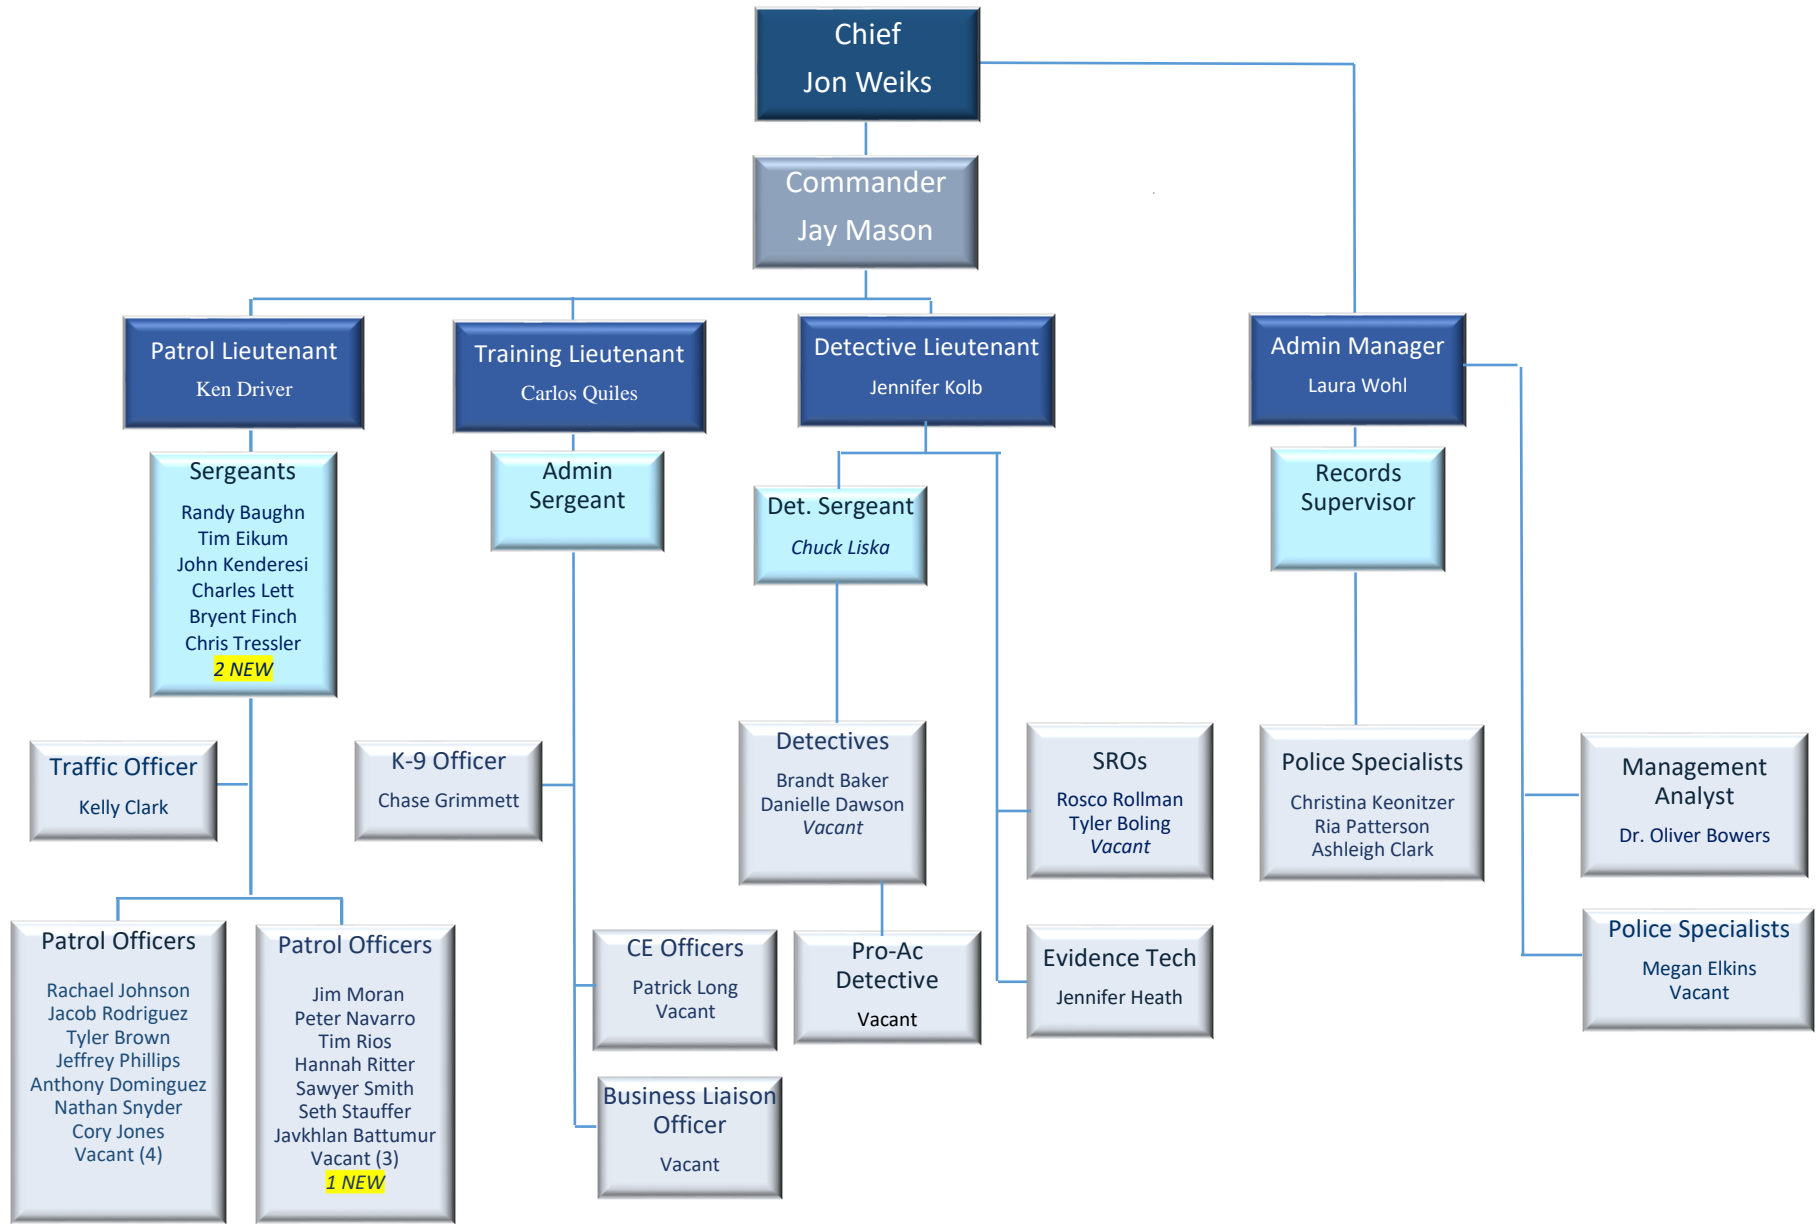 Chief
Jon Weiks
Commander
Jay Mason
Patrol Lieutenant
Ken Driver
Training Lieutenant
Carlos Quiles
Detective Lieutenant
Jennifer Kolb
Admin Manager
Laura Wohl
Sergeants
Randy Baughn
Tim Eikum
John Kenderesi
Charles Lett
Bryent Finch
Chris Tressler
2 NEW
Admin
Sergeant
Det. Sergeant
Chuck Liska
Records
Supervisor
Traffic Officer
Kelly Clark
K-9 Officer
Chase Grimmett
Detectives
Brandt Baker
Danielle Dawson
Vacant
SROs
Rosco Rollman
Tyler Boling
Vacant
Police Specialists
Christina Keonitzer
Ria Patterson
Ashleigh Clark
Management
Analyst
Dr. Oliver Bowers
Patrol Officers
Rachael Johnson
Jacob Rodriguez
Tyler Brown
Jeffrey Phillips
Anthony Dominguez
Nathan Snyder
Cory Jones
Vacant (4)
Patrol Officers
Jim Moran
Peter Navarro
Tim Rios
Hannah Ritter
Sawyer Smith
Seth Stauffer
Javkhlan Battumur
Vacant (3)
1 NEW
CE Officers
Patrick Long
Vacant
Pro-Ac
Detective
Vacant
Evidence Tech
Jennifer Heath
Police Specialists
Megan Elkins
Vacant
Business Liaison
Officer
Vacant